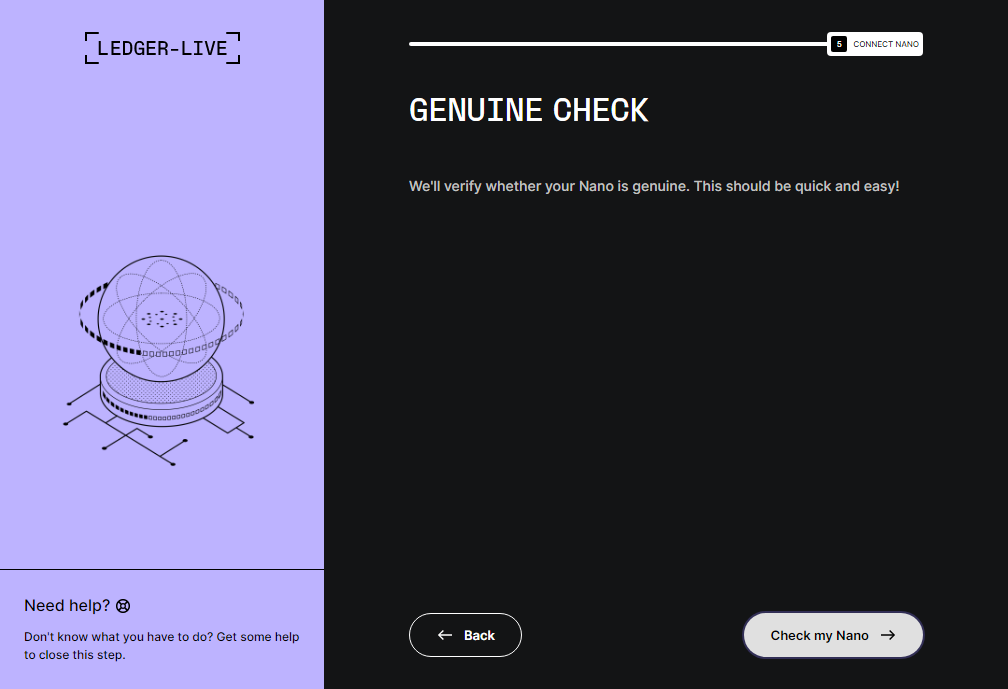 LEDGER-LIVE
5 CONNECT NANO
GENUINE CHECK
We'll verify whether your Nano is genuine. This should be quick and easy!
Need help?
Don't know what you have to do? Get some help
to close this step.
Back
Check my Nano